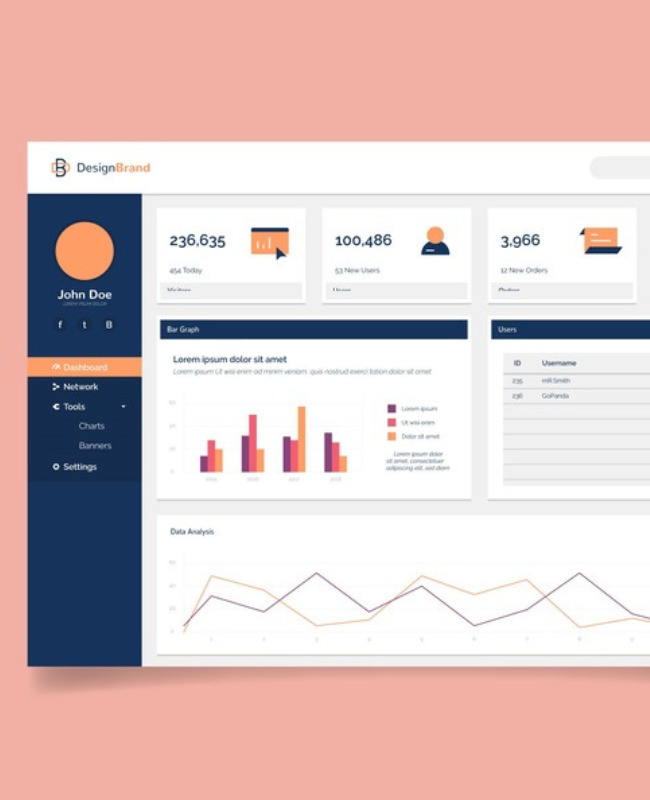 DesignBrand
John Doe
LOREM IPSUM DOLOR
f t B
Dashboard
Network
Tools
Charts
Banners
Settings
236,635
454 Today
Visitors
100,486
53 New Users
Users
3,966
12 New Orders
Orders
Bar Graph
Lorem ipsum dolor sit amet
Lorem ipsum Ut wisi enim ad minim veniam, quis nostrud exerci tation dolor sit amet
Lorem ipsum
Ut wisi enim
Dolor sit amet
Lorem ipsum dolor
sit amet, consectetuer
adipiscing elit, sed diam
Users
ID Username
235 mR.Smith
236 GoPanda
Data Analysis